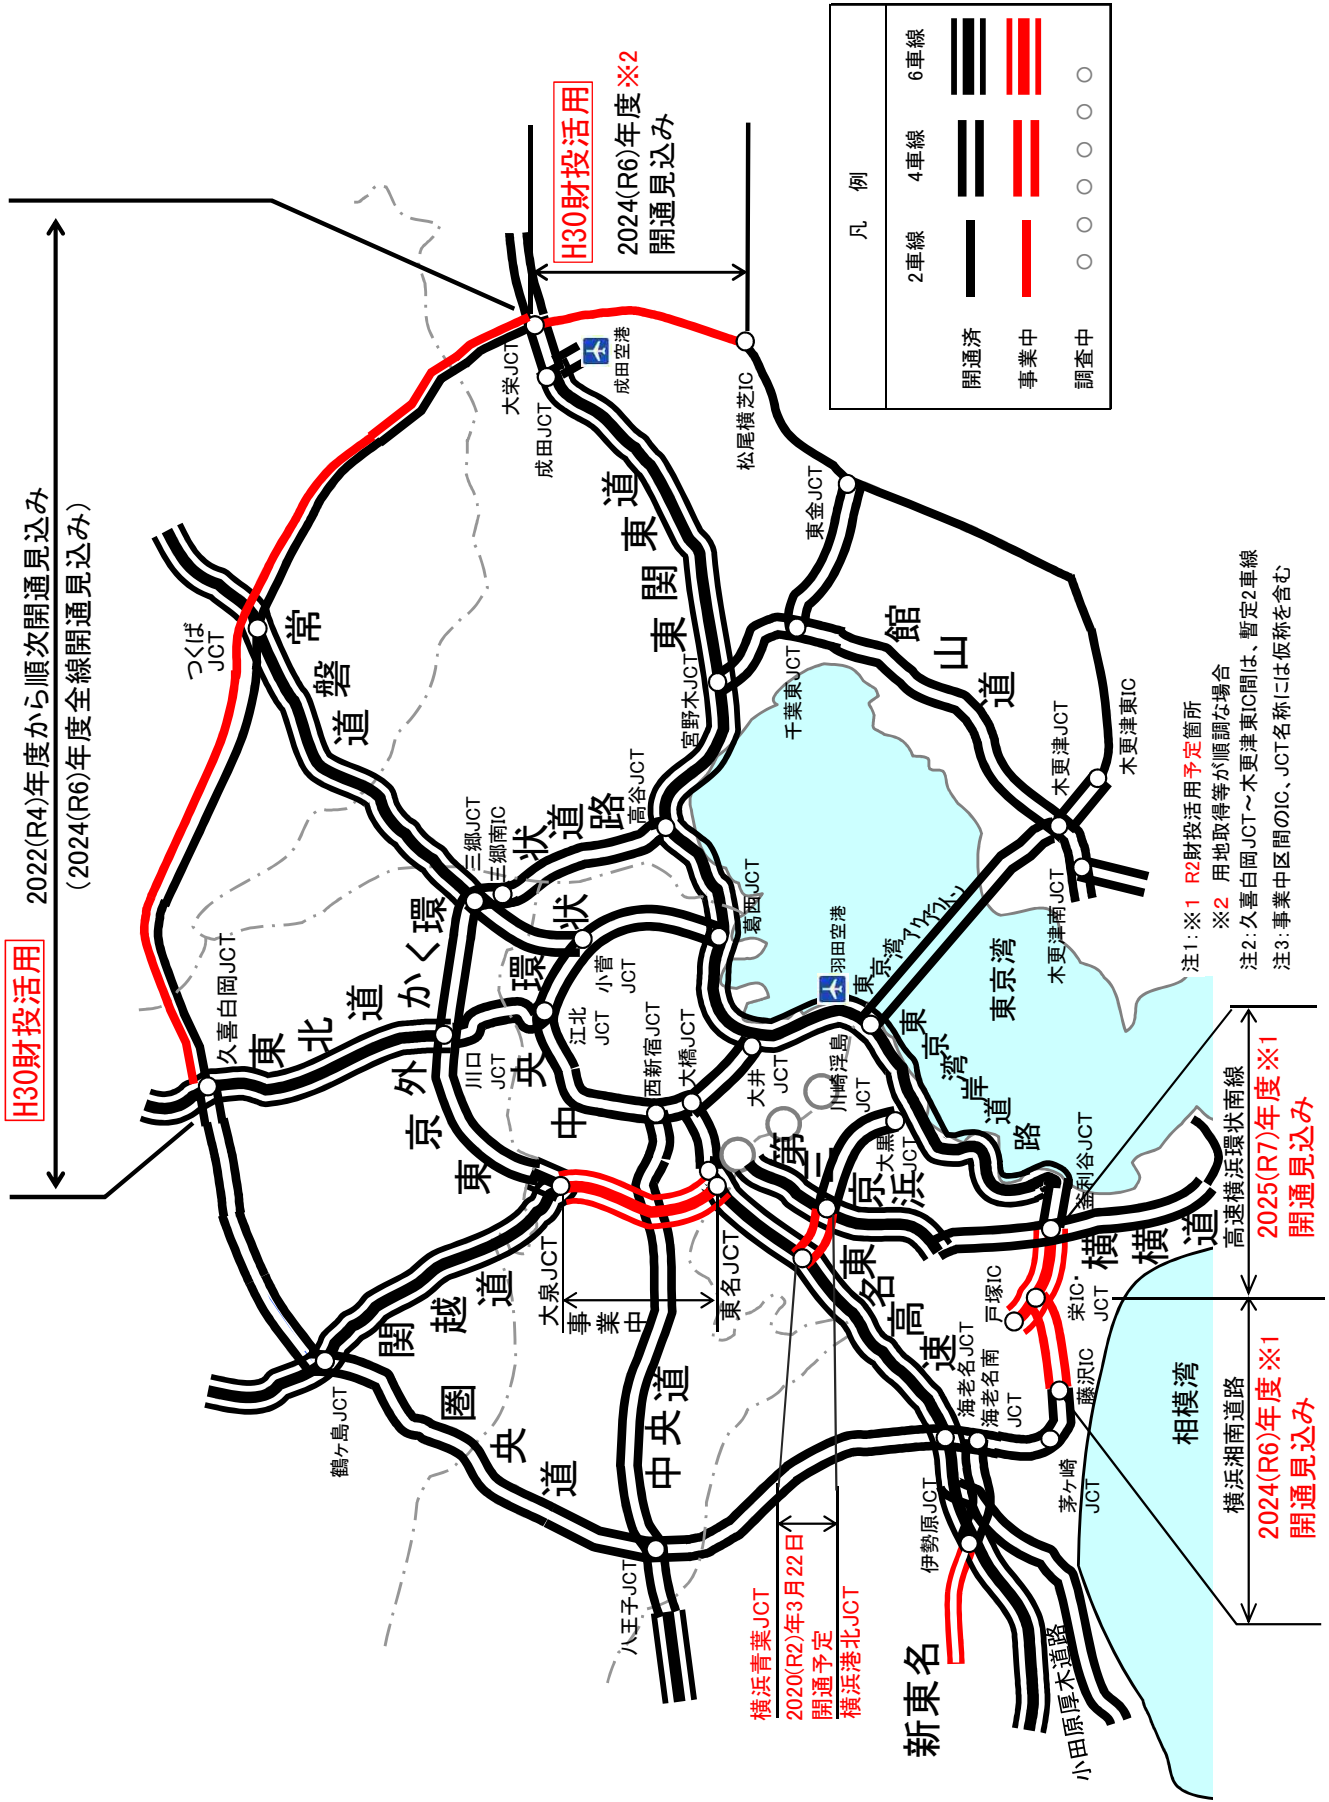 H30財投活用
2022(R4)年度から順次開通見込み
(2024(R6)年度全線開通見込み)
H30財投活用
2024(R6)年度※2
開通見込み
凡 例
2車線
4車線
6車線
開通済
事業中
調査中
久喜白岡JCT
つくば
JCT
大栄JCT
成田JCT
成田空港
松尾横芝IC
東金JCT
千葉東JCT
宮野木JCT
高谷JCT
三郷JCT
三郷南IC
小菅
JCT
江北
JCT
川口
JCT
葛西JCT
西新宿JCT
大橋JCT
大井
JCT
羽田空港
川崎浮島
JCT
大黒
JCT
木更津JCT
木更津東IC
木更津南JCT
釜利谷JCT
戸塚IC
栄IC・
JCT
藤沢IC
茅ヶ崎
JCT
海老名JCT
海老名南
JCT
伊勢原JCT
八王子JCT
鶴ヶ島JCT
大泉JCT
事業中
東名JCT
東北道
常磐道
東関東道
館山道
東京外かく環状道路
中央環状
関越道
圏央道
中央道
東名高速
第三京浜
東京湾岸道路
東京湾アクアライン
東京湾
横横道
相模湾
新東名
小田原厚木道路
横浜青葉JCT
2020(R2)年3月22日
開通予定
横浜港北JCT
高速横浜環状南線
2025(R7)年度※1
開通見込み
横浜湘南道路
2024(R6)年度※1
開通見込み
注1:※1 R2財投活用予定箇所
※2 用地取得等が順調な場合
注2:久喜白岡JCT~木更津東IC間は、暫定2車線
注3:事業中区間のIC、JCT名称には仮称を含む